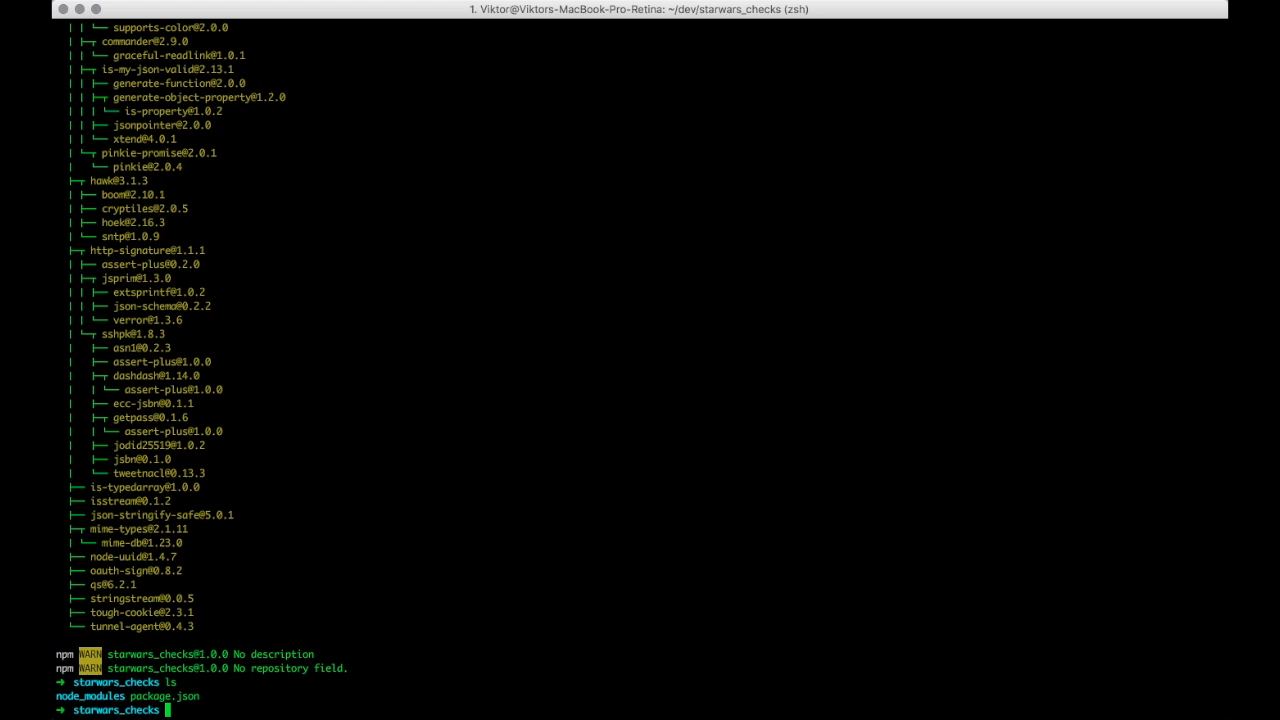 1. Viktor@Viktors-MacBook-Pro-Retina: ~/dev/starwars_checks (zsh)
│ │ └── supports-color@2.0.0
│ ├─┬ commander@2.9.0
│ │ └── graceful-readlink@1.0.1
│ ├─┬ is-my-json-valid@2.13.1
│ │ ├── generate-function@2.0.0
│ │ ├─┬ generate-object-property@1.2.0
│ │ │ └── is-property@1.0.2
│ │ ├── jsonpointer@2.0.0
│ │ └── xtend@4.0.1
│ └─┬ pinkie-promise@2.0.1
│   └── pinkie@2.0.4
├─┬ hawk@3.1.3
│ ├── boom@2.10.1
│ ├── cryptiles@2.0.5
│ ├── hoek@2.16.3
│ └── sntp@1.0.9
├─┬ http-signature@1.1.1
│ ├── assert-plus@0.2.0
│ ├─┬ jsprim@1.3.0
│ │ ├── extsprintf@1.0.2
│ │ ├── json-schema@0.2.2
│ │ └── verror@1.3.6
│ └─┬ sshpk@1.8.3
│   ├── asn1@0.2.3
│   ├── assert-plus@1.0.0
│   ├─┬ dashdash@1.14.0
│   │ └── assert-plus@1.0.0
│   ├── ecc-jsbn@0.1.1
│   ├─┬ getpass@0.1.6
│   │ └── assert-plus@1.0.0
│   ├── jodid25519@1.0.2
│   ├── jsbn@0.1.0
│   └── tweetnacl@0.13.3
├── is-typedarray@1.0.0
├── isstream@0.1.2
├── json-stringify-safe@5.0.1
├─┬ mime-types@2.1.11
│ └── mime-db@1.23.0
├── node-uuid@1.4.7
├── oauth-sign@0.8.2
├── qs@6.2.1
├── stringstream@0.0.5
├── tough-cookie@2.3.1
└── tunnel-agent@0.4.3
npm WARN starwars_checks@1.0.0 No description
npm WARN starwars_checks@1.0.0 No repository field.
➜ starwars_checks ls
node_modules package.json
➜ starwars_checks